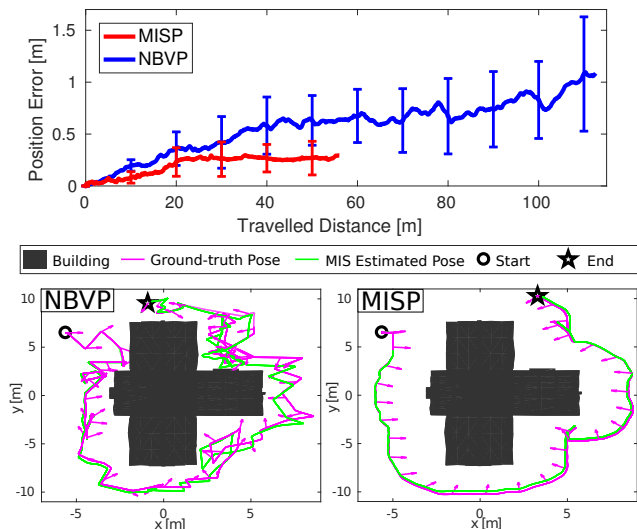 MISP
NBVP
Position Error [m]
1.5
1
0.5
0
0 20 40 60 80 100
Travelled Distance [m]
Building Ground-truth Pose MIS Estimated Pose Start End
NBVP
y [m]
10
5
0
-5
-10
-5 0 5
x [m]
MISP
y [m]
10
5
0
-5
-10
-5 0 5
x [m]